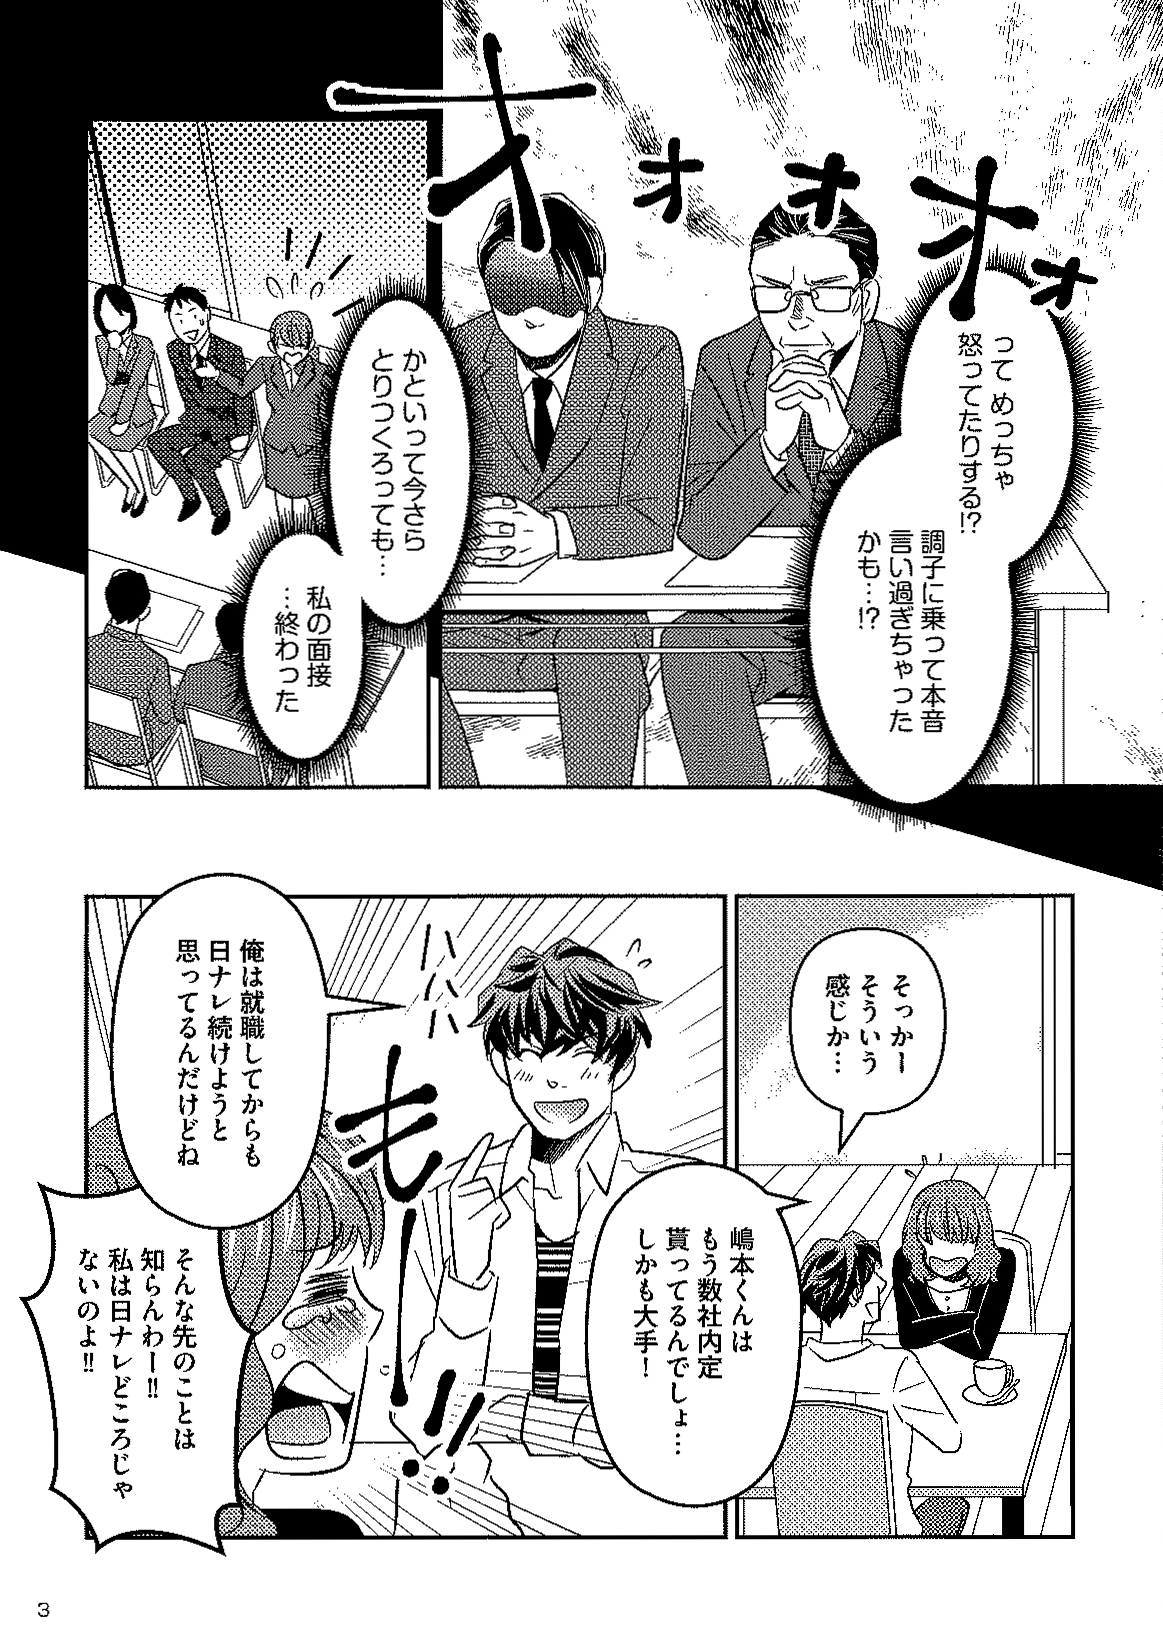 オオオオォ
って めっちゃ
怒ってたりする!?
調子に乗って本音
言い過ぎちゃった
かも…!?
かといって今さら
とりつくろっても…
私の面接
…終わった
そっかー
そういう
感じか…
嶋本くんは
もう数社内定
貰ってるんでしょ…
しかも大手！
ハハハ
俺は就職してからも
日ナレ続けようと
思ってるんだけどね
もーーー!!
そんな先のことは
知らんわー!!
私は日ナレどころじゃ
ないのよ!!
3